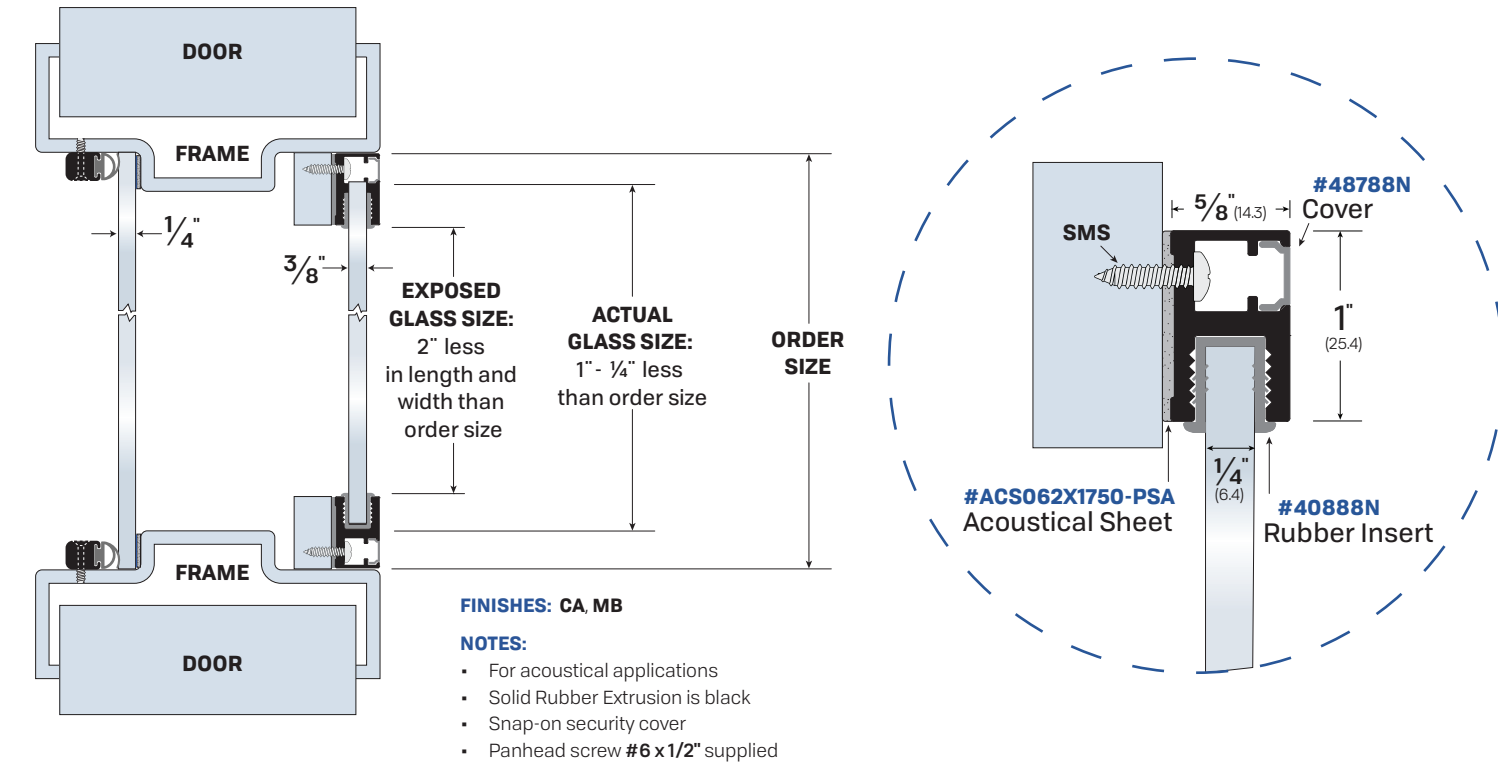 DOOR
FRAME
1/4"
3/8"
EXPOSED
GLASS SIZE:
2" less
in length and
width than
order size
ACTUAL
GLASS SIZE:
1" - 1/4" less
than order size
ORDER
SIZE
FRAME
DOOR
FINISHES: CA, MB
NOTES:
▪ For acoustical applications
▪ Solid Rubber Extrusion is black
▪ Snap-on security cover
▪ Panhead screw #6 x 1/2" supplied
#48788N
Cover
5/8" (14.3)
SMS
1"
(25.4)
1/4"
(6.4)
#ACS062X1750-PSA
Acoustical Sheet
#40888N
Rubber Insert